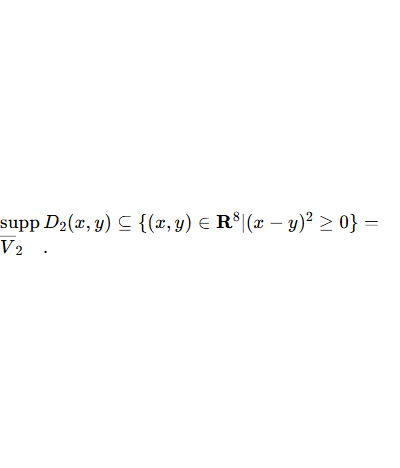 supp D₂(x, y) ⊆ {(x, y) ∈ R⁸|(x − y)² ≥ 0} =
V̅₂ .